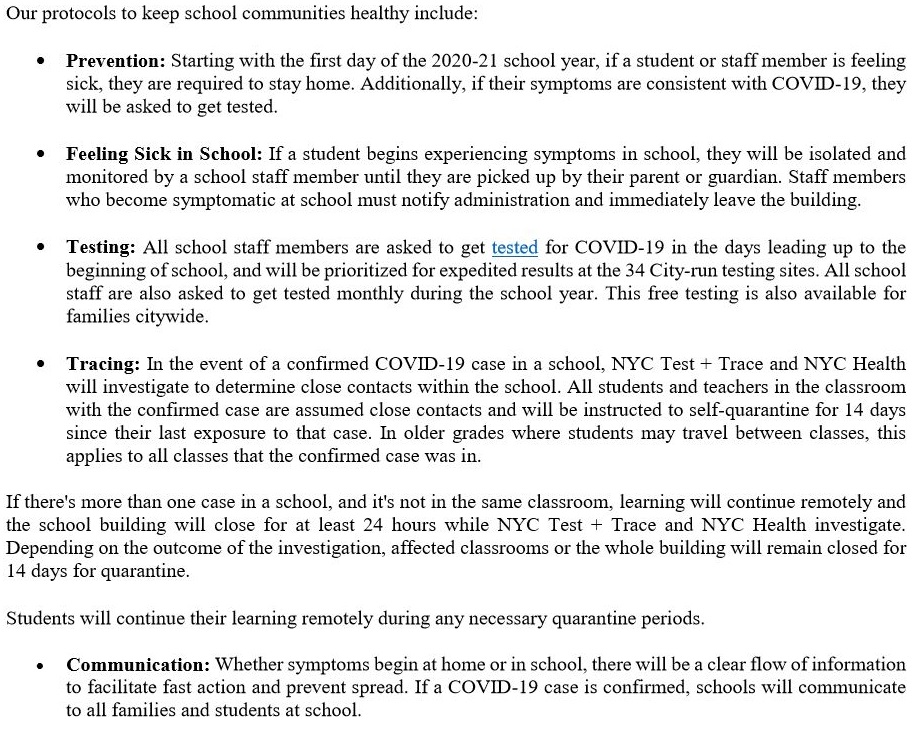 Our protocols to keep school communities healthy include:
• Prevention: Starting with the first day of the 2020-21 school year, if a student or staff member is feeling
sick, they are required to stay home. Additionally, if their symptoms are consistent with COVID-19, they
will be asked to get tested.
• Feeling Sick in School: If a student begins experiencing symptoms in school, they will be isolated and
monitored by a school staff member until they are picked up by their parent or guardian. Staff members
who become symptomatic at school must notify administration and immediately leave the building.
• Testing: All school staff members are asked to get tested for COVID-19 in the days leading up to the
beginning of school, and will be prioritized for expedited results at the 34 City-run testing sites. All school
staff are also asked to get tested monthly during the school year. This free testing is also available for
families citywide.
• Tracing: In the event of a confirmed COVID-19 case in a school, NYC Test + Trace and NYC Health
will investigate to determine close contacts within the school. All students and teachers in the classroom
with the confirmed case are assumed close contacts and will be instructed to self-quarantine for 14 days
since their last exposure to that case. In older grades where students may travel between classes, this
applies to all classes that the confirmed case was in.
If there's more than one case in a school, and it's not in the same classroom, learning will continue remotely and
the school building will close for at least 24 hours while NYC Test + Trace and NYC Health investigate.
Depending on the outcome of the investigation, affected classrooms or the whole building will remain closed for
14 days for quarantine.
Students will continue their learning remotely during any necessary quarantine periods.
• Communication: Whether symptoms begin at home or in school, there will be a clear flow of information
to facilitate fast action and prevent spread. If a COVID-19 case is confirmed, schools will communicate
to all families and students at school.